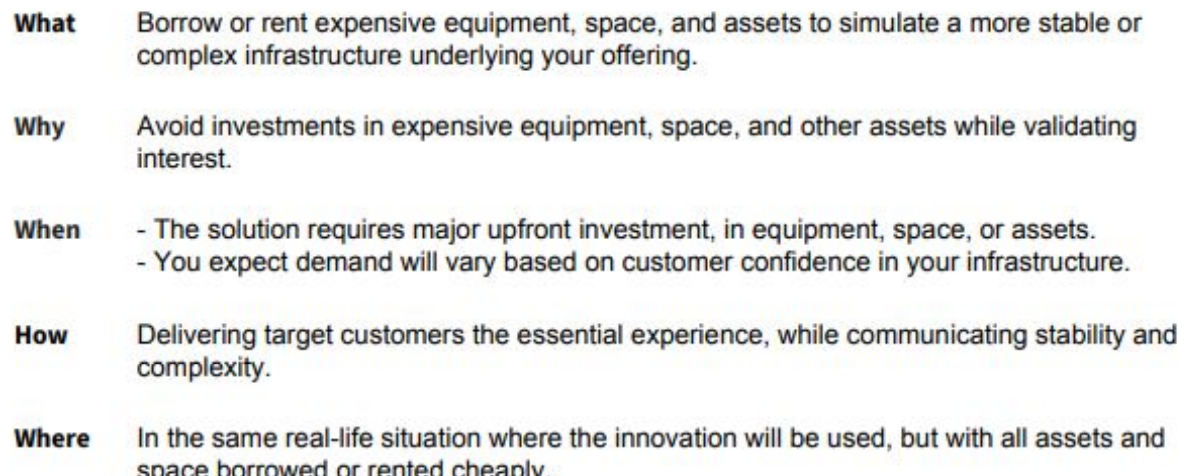 What Borrow or rent expensive equipment, space, and assets to simulate a more stable or
complex infrastructure underlying your offering.
Why Avoid investments in expensive equipment, space, and other assets while validating
interest.
When - The solution requires major upfront investment, in equipment, space, or assets.
- You expect demand will vary based on customer confidence in your infrastructure.
How Delivering target customers the essential experience, while communicating stability and
complexity.
Where In the same real-life situation where the innovation will be used, but with all assets and
space borrowed or rented cheaply.